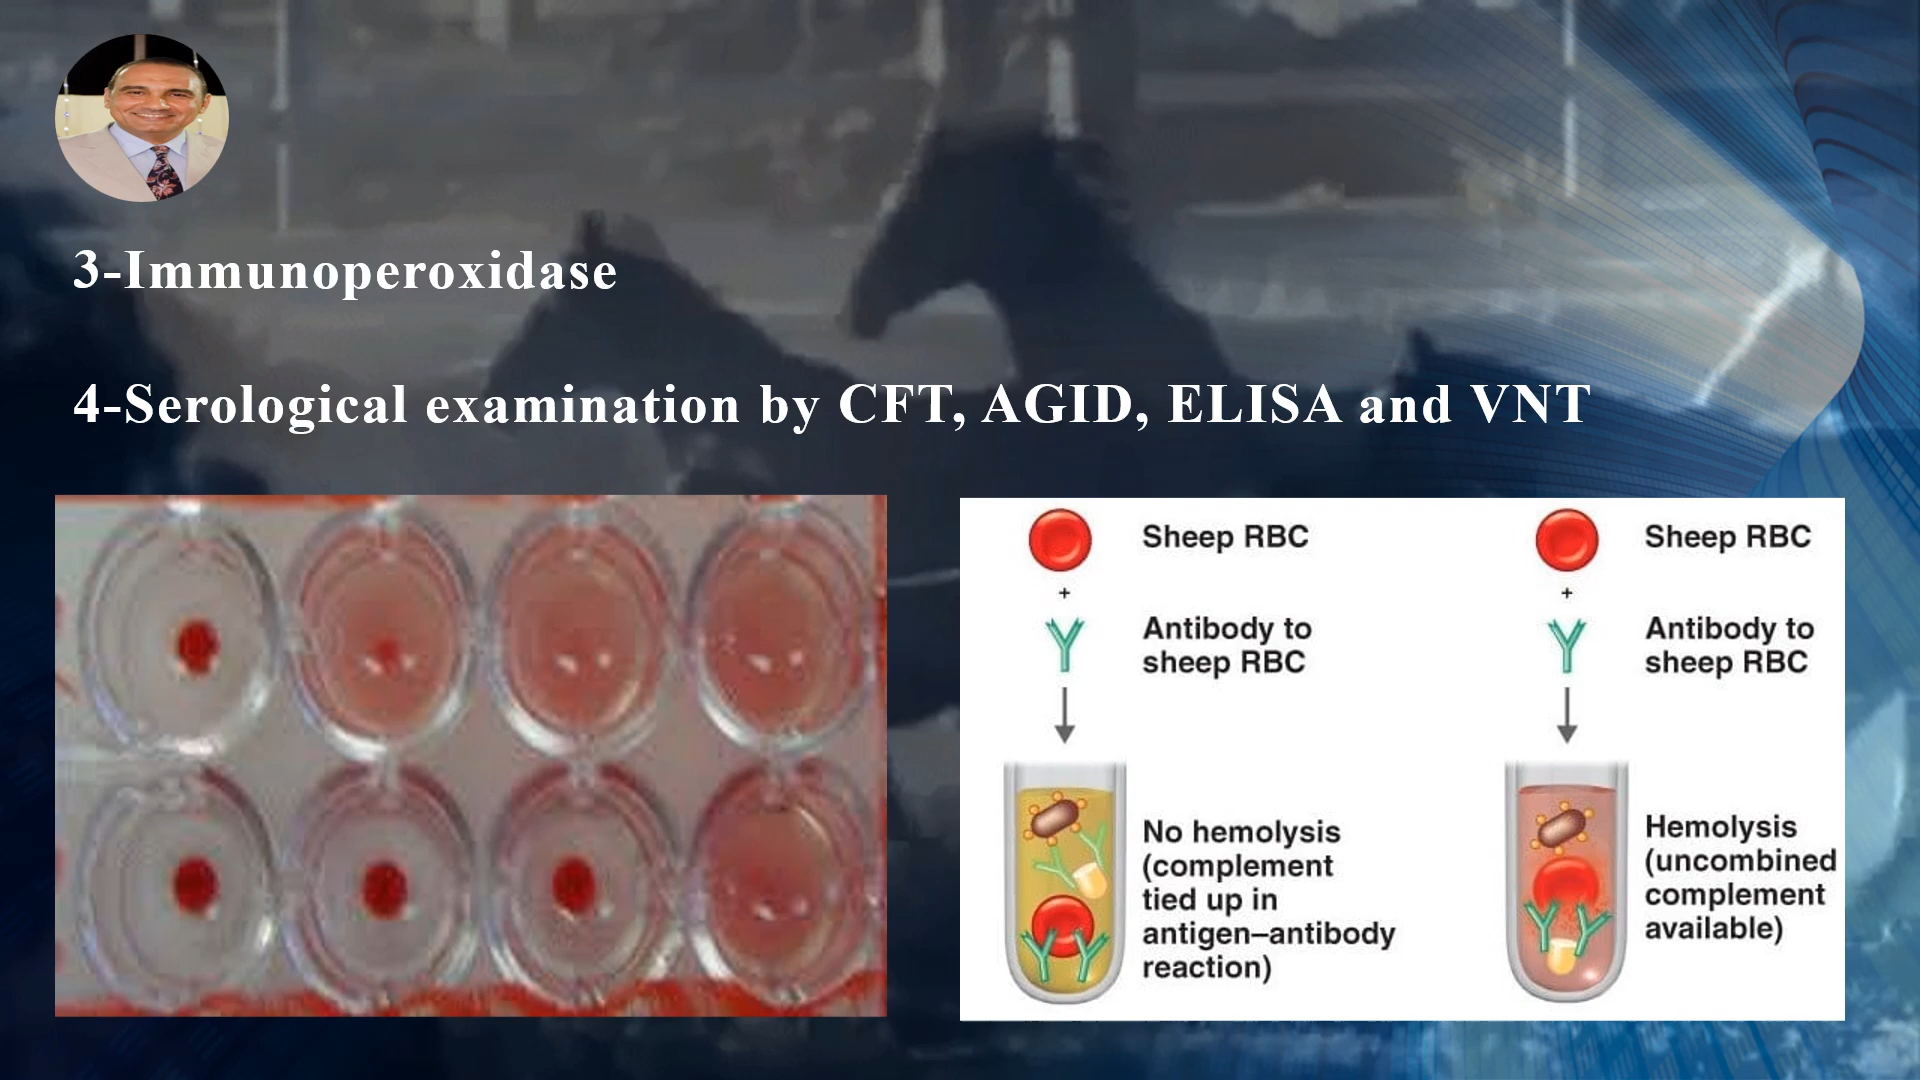 3-Immunoperoxidase
4-Serological examination by CFT, AGID, ELISA and VNT
Sheep RBC
+
Antibody to
sheep RBC
No hemolysis
(complement
tied up in
antigen–antibody
reaction)
Sheep RBC
+
Antibody to
sheep RBC
Hemolysis
(uncombined
complement
available)